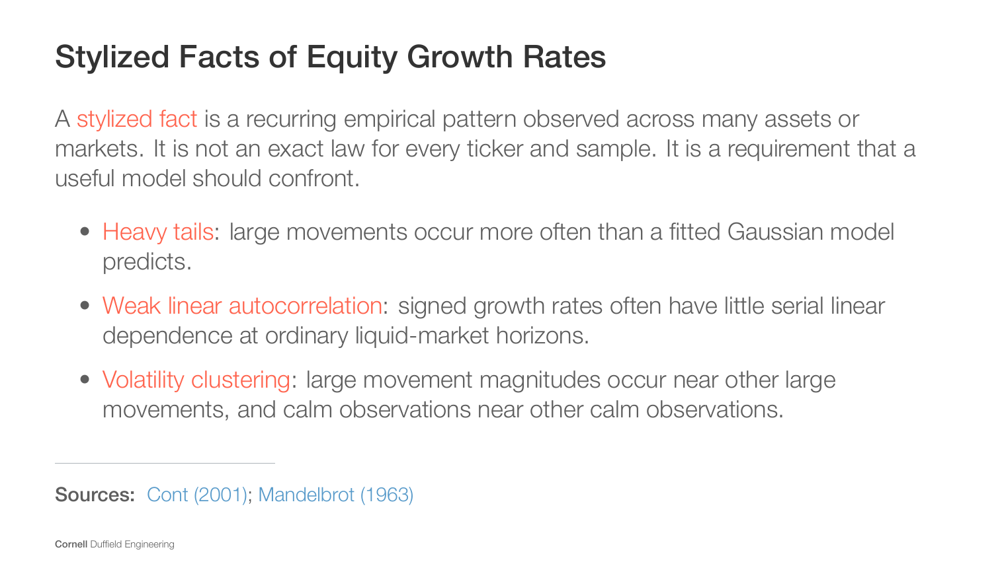 Stylized Facts of Equity Growth Rates
A stylized fact is a recurring empirical pattern observed across many assets or
markets. It is not an exact law for every ticker and sample. It is a requirement that a
useful model should confront.
• Heavy tails: large movements occur more often than a fitted Gaussian model
predicts.
• Weak linear autocorrelation: signed growth rates often have little serial linear
dependence at ordinary liquid-market horizons.
• Volatility clustering: large movement magnitudes occur near other large
movements, and calm observations near other calm observations.
Sources: Cont (2001); Mandelbrot (1963)
Cornell Duffield Engineering